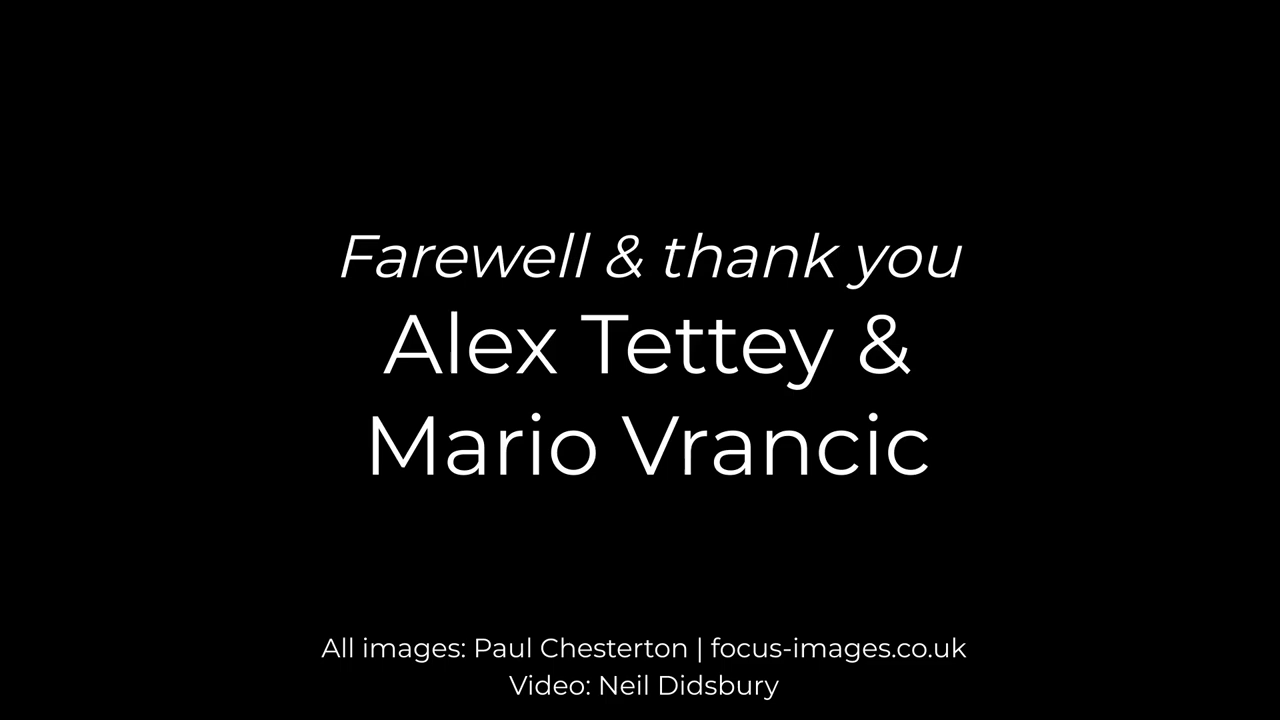 Farewell & thank you
Alex Tettey &
Mario Vrancic
All images: Paul Chesterton | focus-images.co.uk
Video: Neil Didsbury